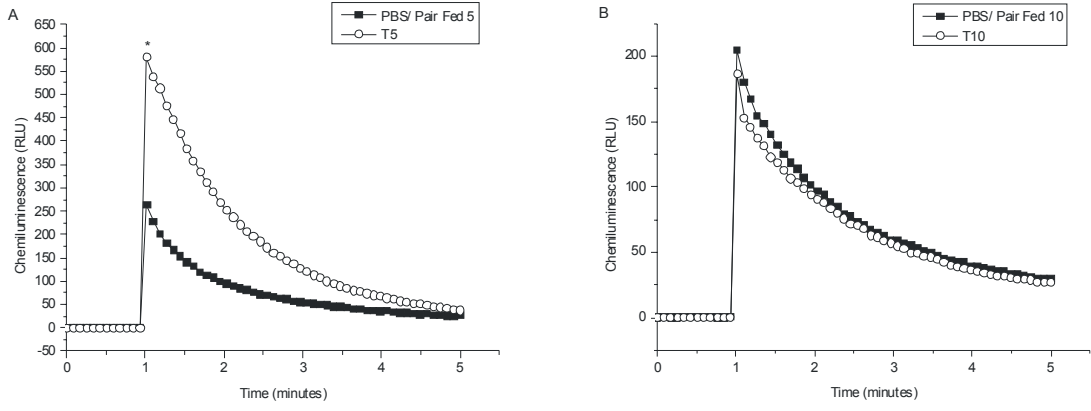 A
PBS/ Pair Fed 5
T5
*
650
600
550
500
450
400
350
300
250
200
150
100
50
0
-50
Chemiluminescence (RLU)
0 1 2 3 4 5
Time (minutes)
B
PBS/ Pair Fed 10
T10
200
150
100
50
0
Chemiluminescence (RLU)
0 1 2 3 4 5
Time (minutes)